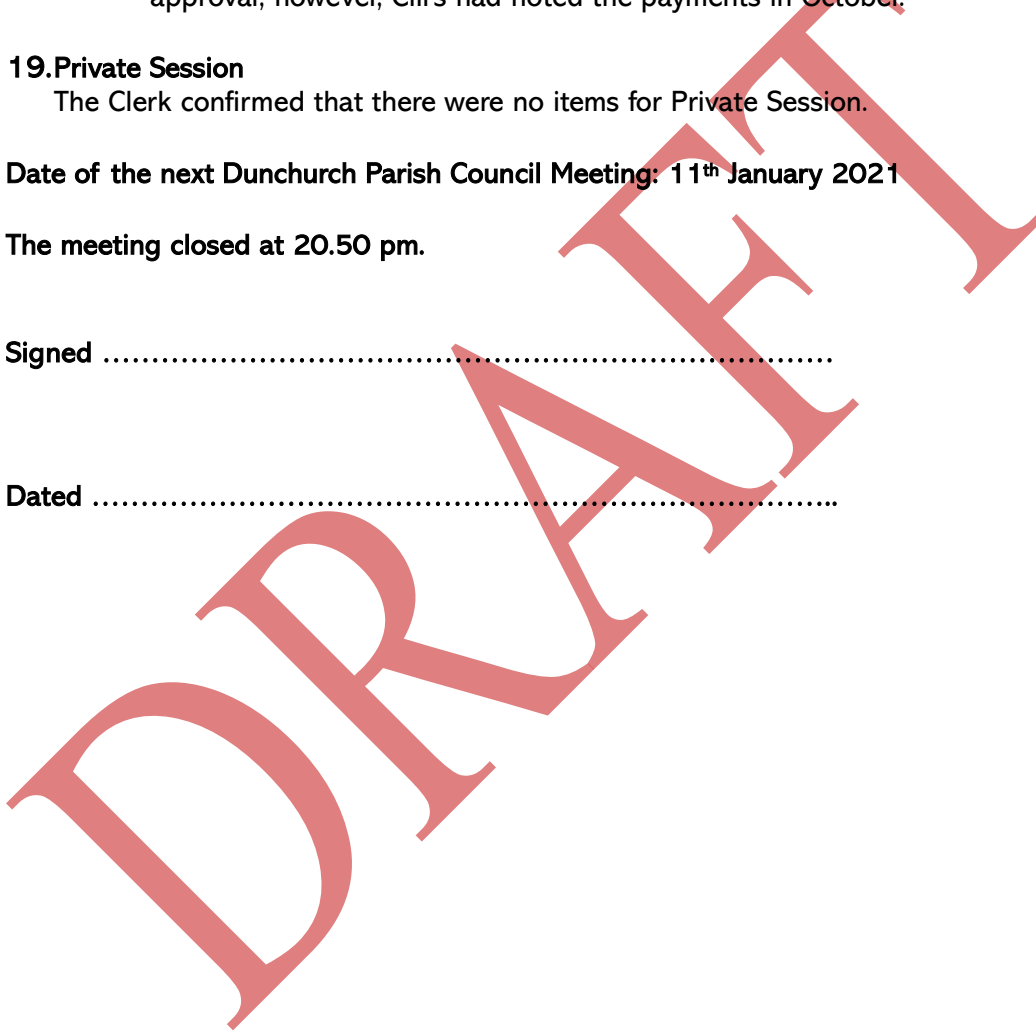 approval, however, Cllrs had noted the payments in October.
19.Private Session
The Clerk confirmed that there were no items for Private Session.
Date of the next Dunchurch Parish Council Meeting: 11th January 2021
The meeting closed at 20.50 pm.
Signed ……………………………………………………………………
Dated …………………………………………………………………..
DRAFT